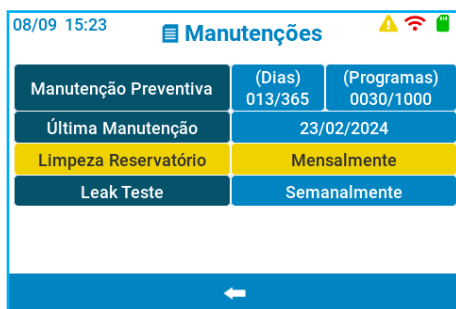 08/09 15:23
Manutenções
Manutenção Preventiva
(Dias)
013/365
(Programas)
0030/1000
Última Manutenção
23/02/2024
Limpeza Reservatório
Mensalmente
Leak Teste
Semanalmente